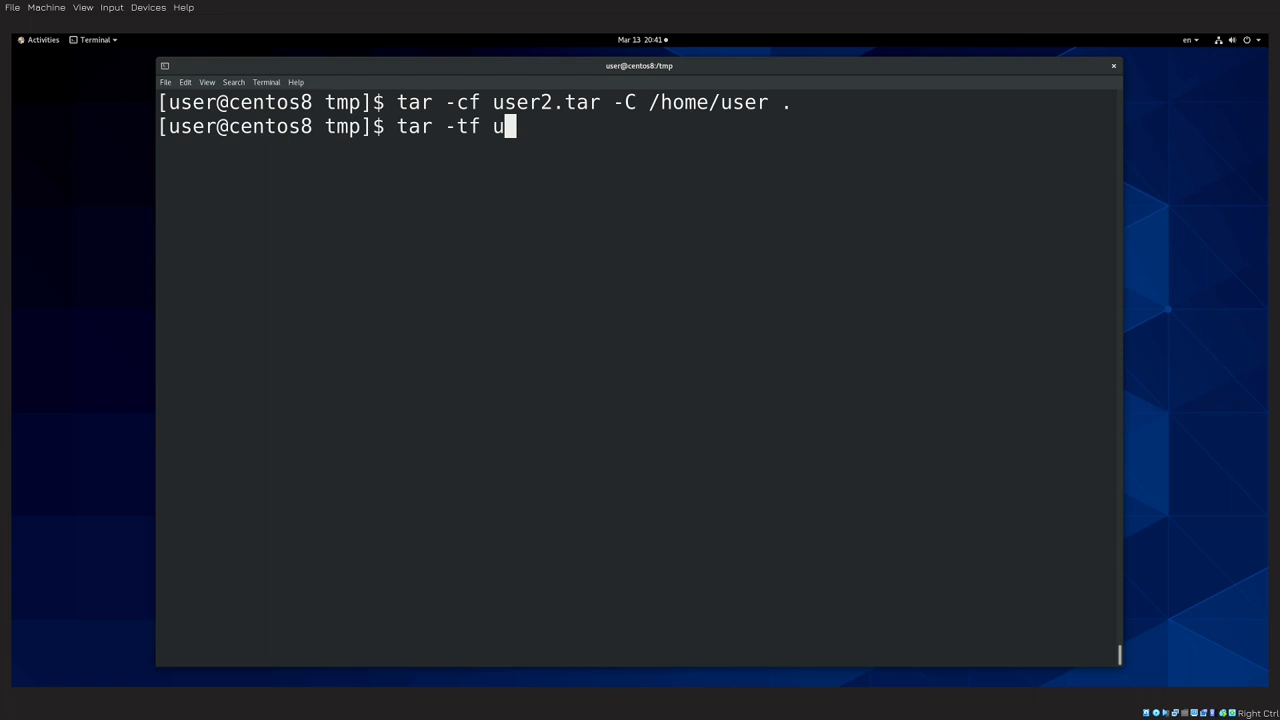 File Machine View Input Devices Help
Activities Terminal Mar 13 20:41 en
user@centos8:/tmp
File Edit View Search Terminal Help
[user@centos8 tmp]$ tar -cf user2.tar -C /home/user .
[user@centos8 tmp]$ tar -tf u
Right Ctrl